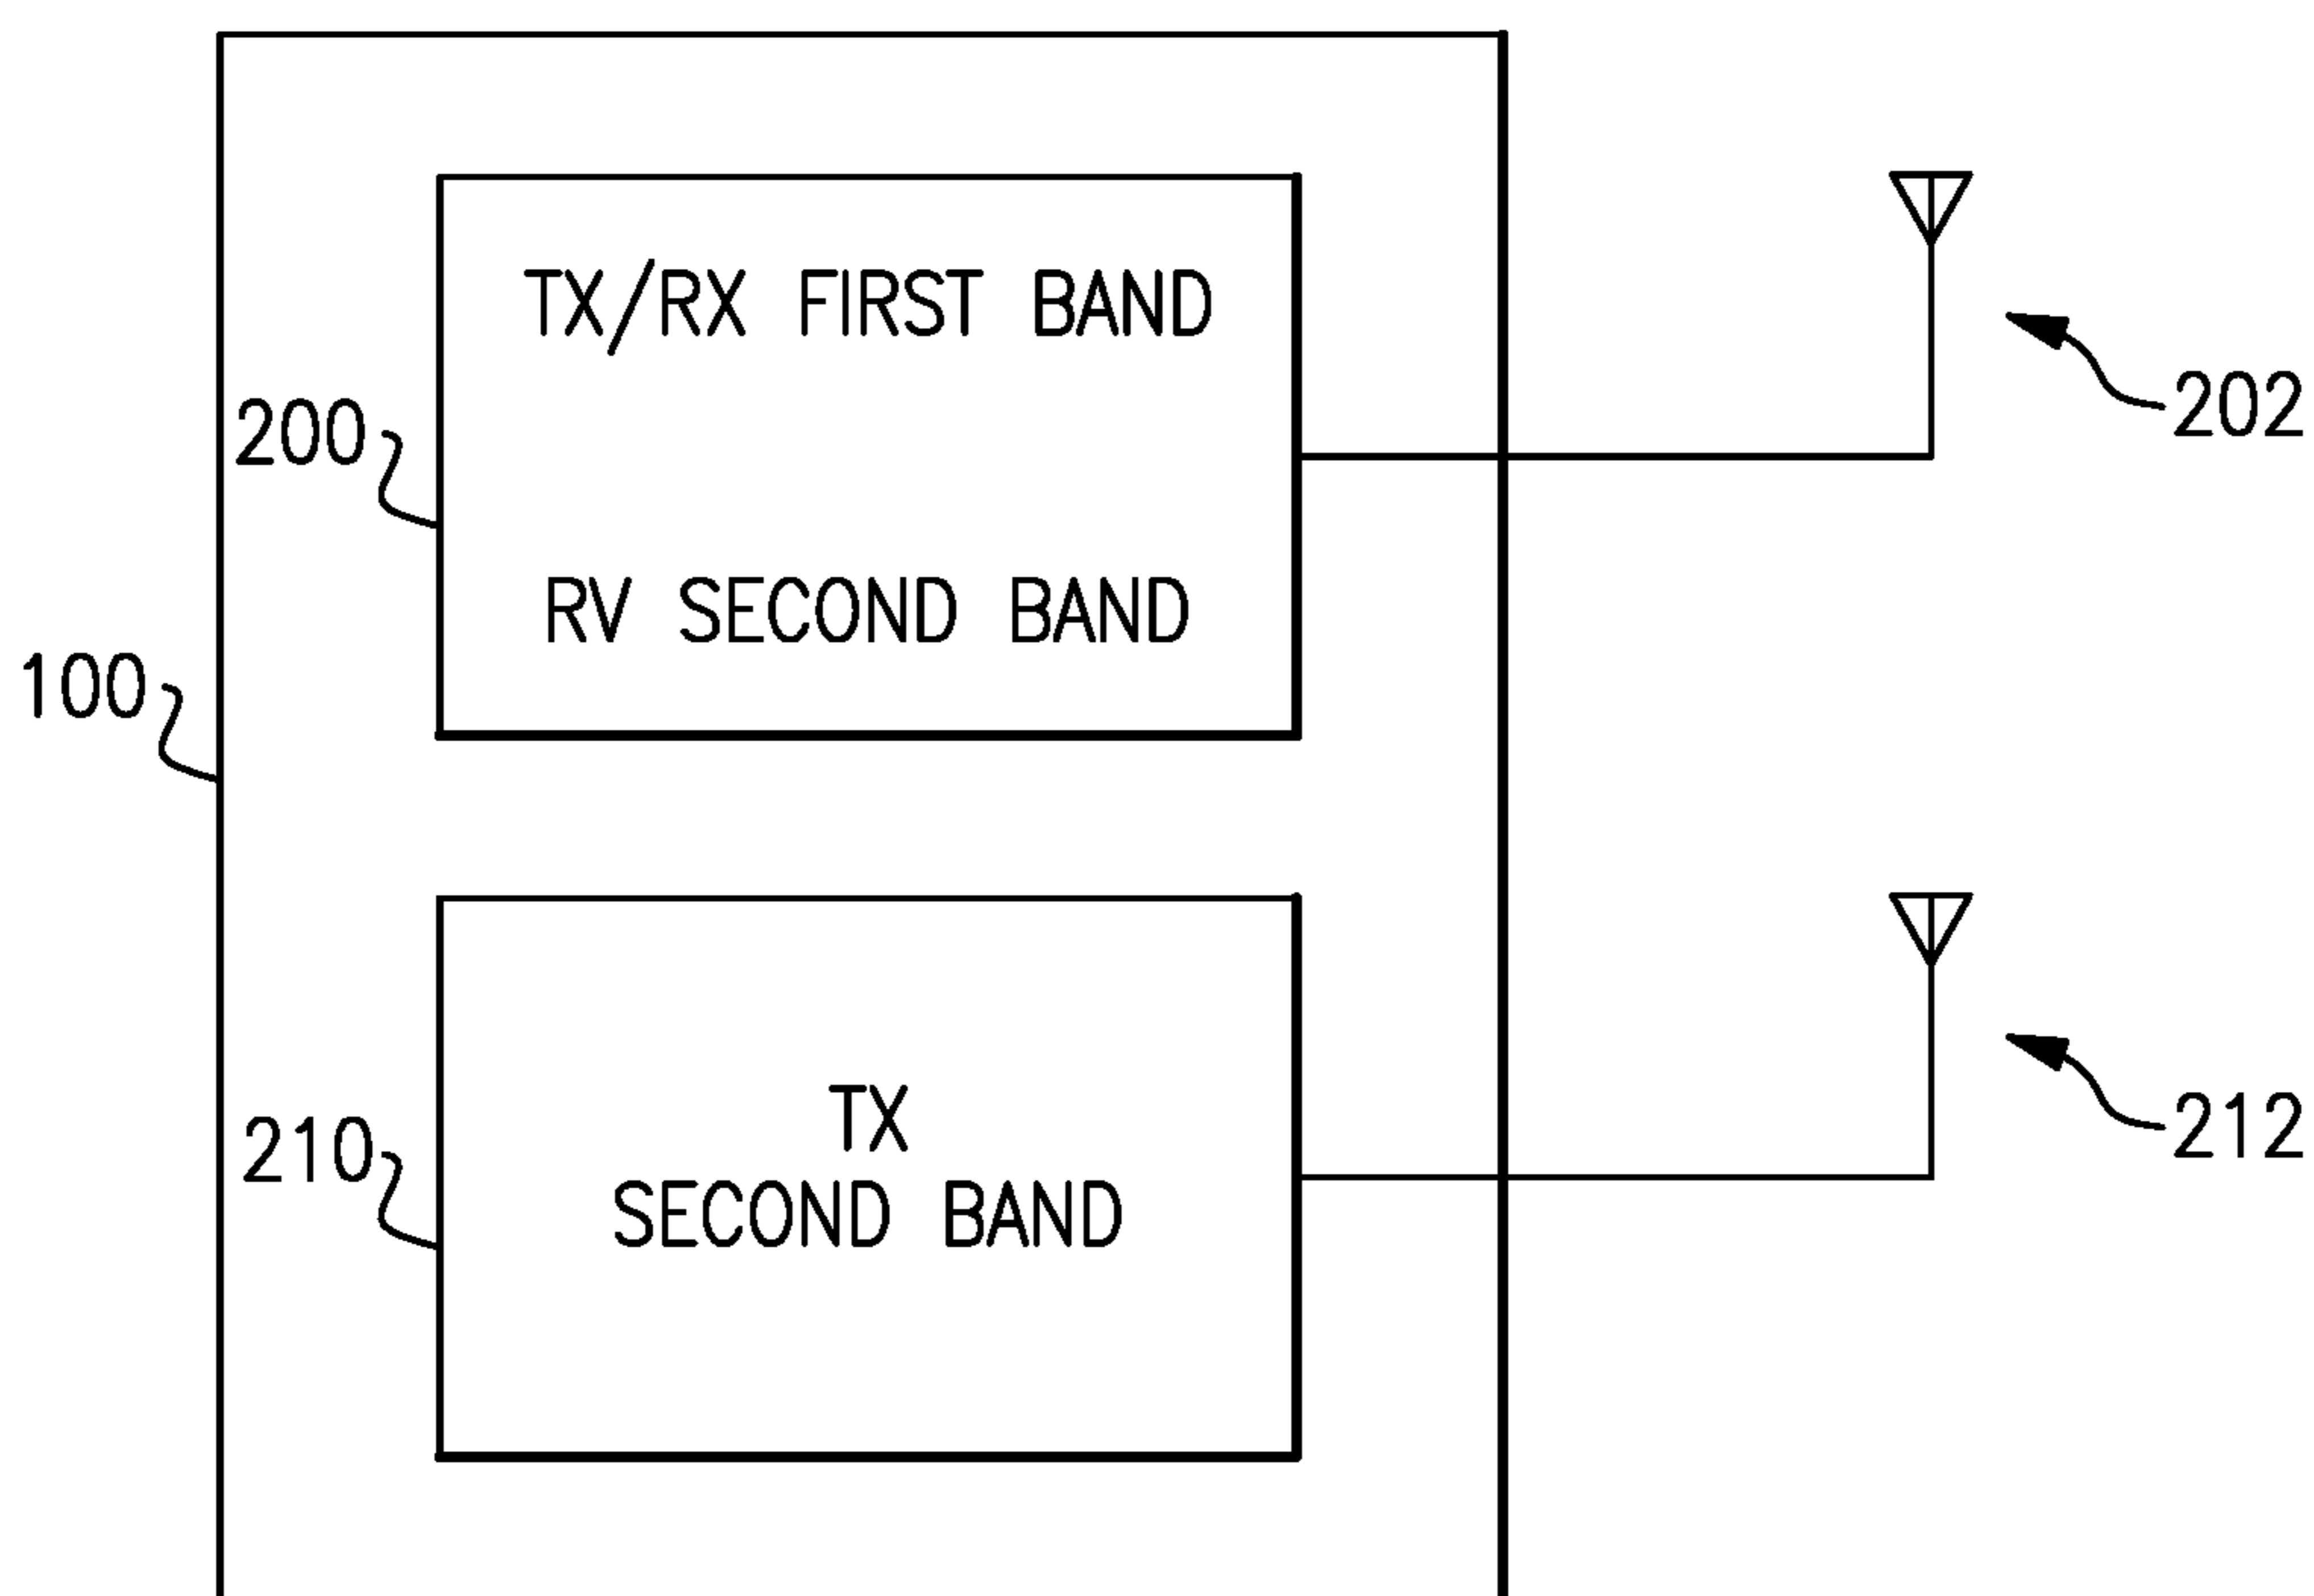 TX/RX FIRST BAND
200
202
RV SECOND BAND
100
TX
210
212
SECOND BAND